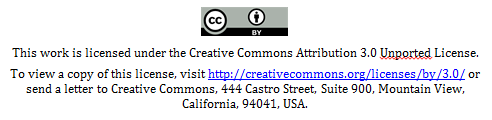 cc
BY
This work is licensed under the Creative Commons Attribution 3.0 Unported License.
To view a copy of this license, visit http://creativecommons.org/licenses/by/3.0/ or
send a letter to Creative Commons, 444 Castro Street, Suite 900, Mountain View,
California, 94041, USA.